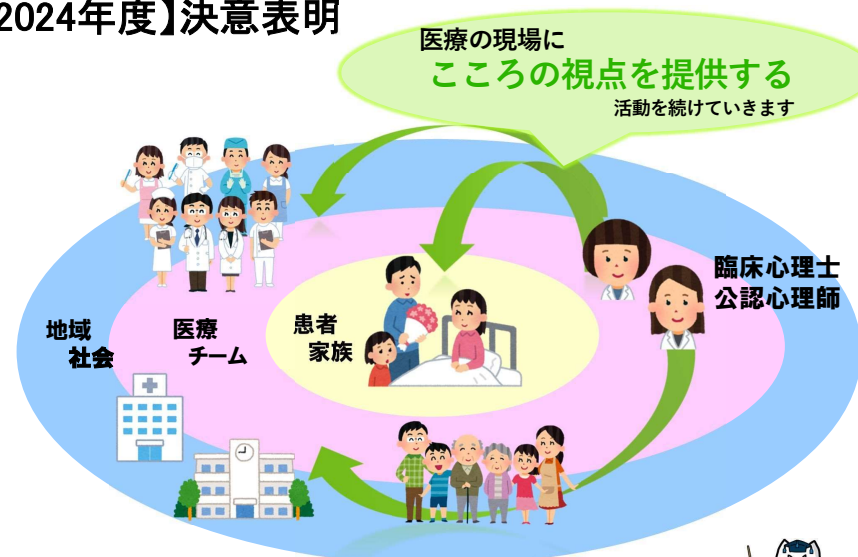 2024年度】決意表明
医療の現場に
こころの視点を提供する
活動を続けていきます
臨床心理士
公認心理師
地域
社会
医療
チーム
患者
家族